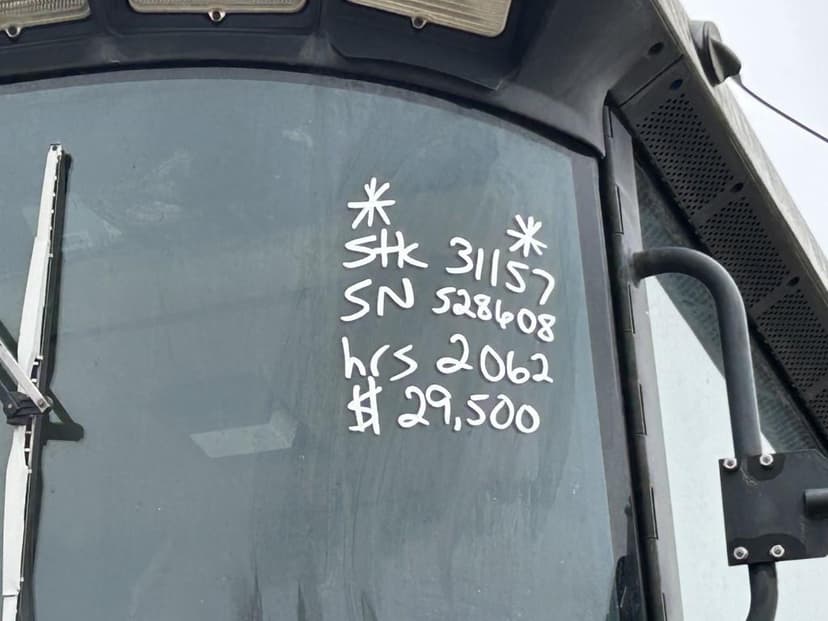 * *
Stk 31157
SN 528608
hrs 2062
$ 29,500